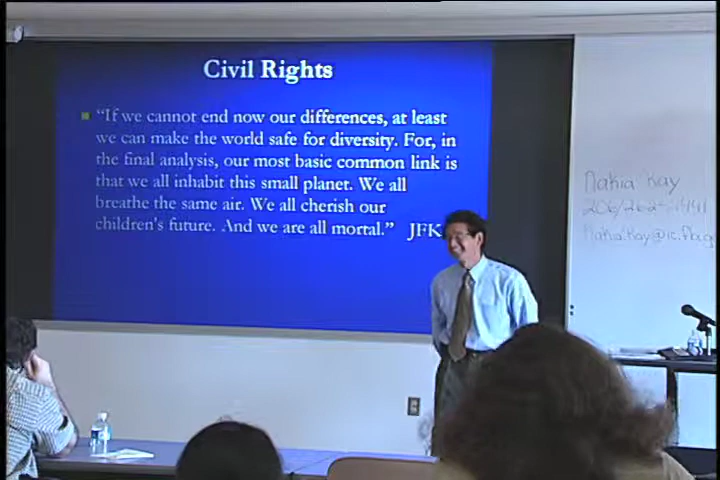 Civil Rights
“If we cannot end now our differences, at least
we can make the world safe for diversity. For, in
the final analysis, our most basic common link is
that we all inhabit this small planet. We all
breathe the same air. We all cherish our
children's future. And we are all mortal.” JFK
Nakia Kay